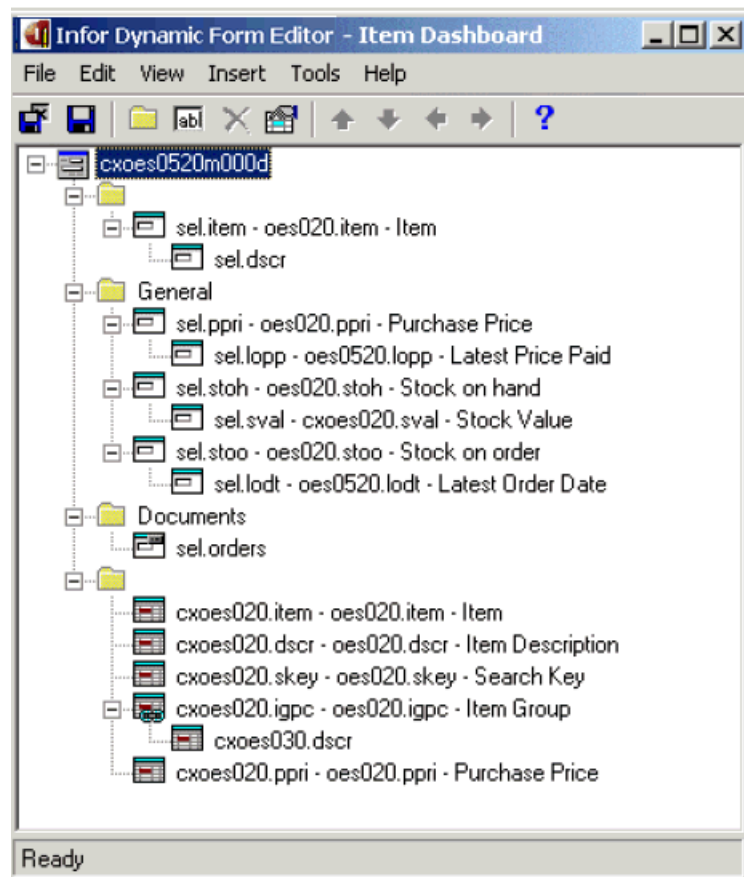 Infor Dynamic Form Editor - Item Dashboard
File Edit View Insert Tools Help
ab ?
cxoes0520m000d
sel.item - oes020.item - Item
sel.dscr
General
sel.ppri - oes020.ppri - Purchase Price
sel.lopp - oes0520.lopp - Latest Price Paid
sel.stoh - oes020.stoh - Stock on hand
sel.sval - cxoes020.sval - Stock Value
sel.stoo - oes020.stoo - Stock on order
sel.lodt - oes0520.lodt - Latest Order Date
Documents
sel.orders
cxoes020.item - oes020.item - Item
cxoes020.dscr - oes020.dscr - Item Description
cxoes020.skey - oes020.skey - Search Key
cxoes020.igpc - oes020.igpc - Item Group
cxoes030.dscr
cxoes020.ppri - oes020.ppri - Purchase Price
Ready